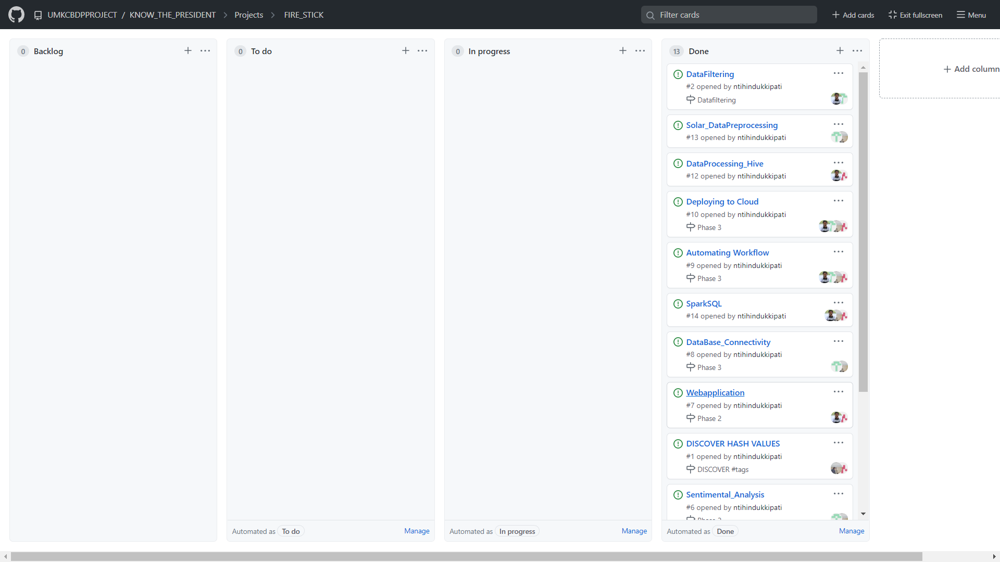 UMKCBDPPROJECT / KNOW_THE_PRESIDENT Projects FIRE_STICK Filter cards Add cards Exit fullscreen Menu
0 Backlog
0 To do
0 In progress
13 Done
Add column
DataFiltering
#2 opened by ntihindukkipati
Datafiltering
Solar_DataPreprocessing
#13 opened by ntihindukkipati
DataProcessing_Hive
#12 opened by ntihindukkipati
Deploying to Cloud
#10 opened by ntihindukkipati
Phase 3
Automating Workflow
#9 opened by ntihindukkipati
Phase 3
SparkSQL
#14 opened by ntihindukkipati
DataBase_Connectivity
#8 opened by ntihindukkipati
Phase 3
Webapplication
#7 opened by ntihindukkipati
Phase 2
DISCOVER HASH VALUES
#1 opened by ntihindukkipati
DISCOVER #tags
Sentimental_Analysis
#6 opened by ntihindukkipati
Phase 2
Automated as To do Manage
Automated as In progress Manage
Automated as Done Manage